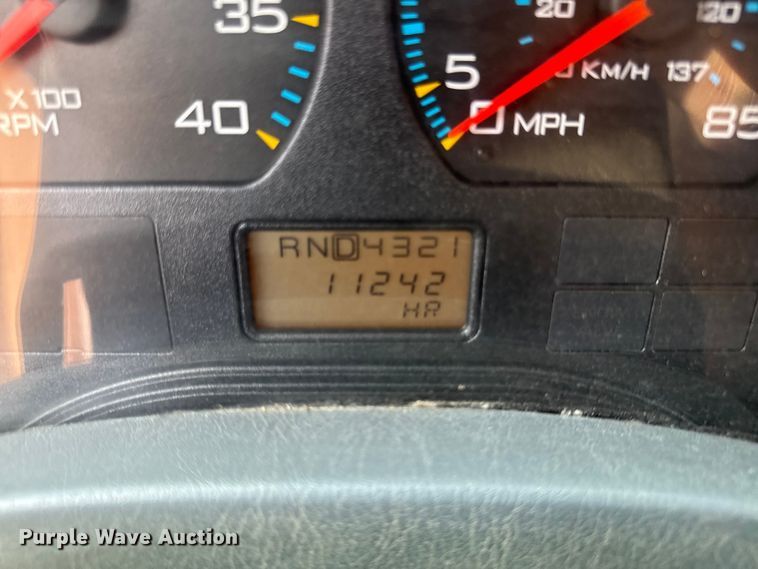 35
X100
RPM
40
20
120
5
KM/H 137
0 MPH
85
RND4321
11242
HR
Purple Wave Auction